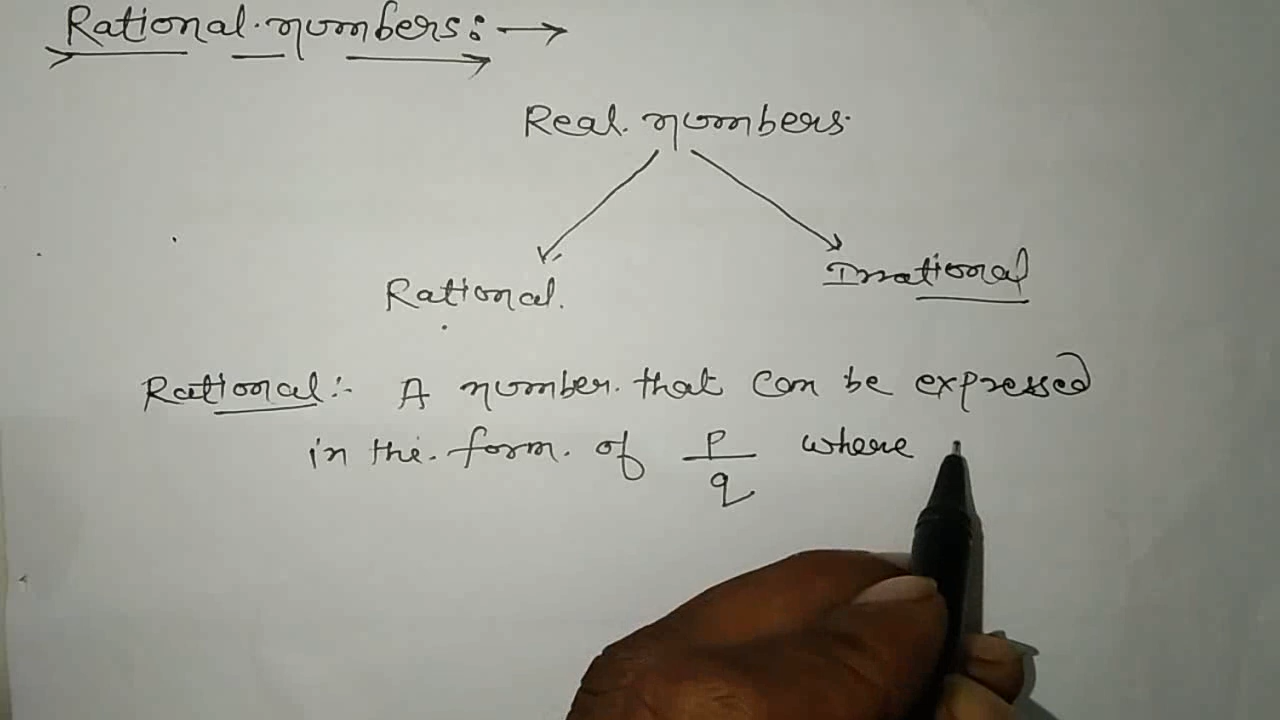 Rational numbers: →
Real numbers
Rational.
Irrational
Rational :- A number that can be expressed
in the form of p/q where